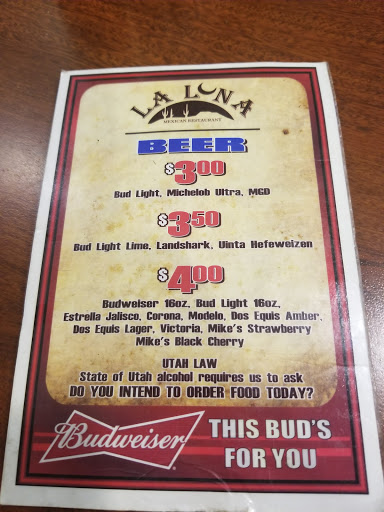 LA LUNA
MEXICAN RESTAURANT
BEER
$3.00
Bud Light, Michelob Ultra, MGD
$3.50
Bud Light Lime, Landshark, Uinta Hefeweizen
$4.00
Budweiser 16oz, Bud Light 16oz,
Estrella Jalisco, Corona, Modelo, Dos Equis Amber,
Dos Equis Lager, Victoria, Mike's Strawberry
Mike's Black Cherry
UTAH LAW
State of Utah alcohol requires us to ask
DO YOU INTEND TO ORDER FOOD TODAY?
Budweiser
THIS BUD'S
FOR YOU